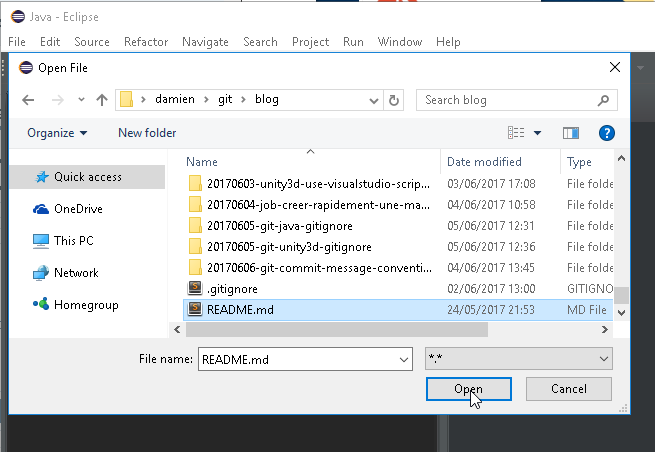 Java - Eclipse
File Edit Source Refactor Navigate Search Project Run Window Help
Open File
damien git blog Search blog
Organize New folder
Name Date modified Type
Quick access
OneDrive
This PC
Network
Homegroup
20170603-unity3d-use-visualstudio-scrip... 03/06/2017 17:08 File folde
20170604-job-creer-rapidement-une-ma... 04/06/2017 10:58 File folde
20170605-git-java-gitignore 05/06/2017 12:31 File folde
20170605-git-unity3d-gitignore 05/06/2017 12:36 File folde
20170606-git-commit-message-conventi... 04/06/2017 13:45 File folde
.gitignore 02/06/2017 13:00 GITIGNO
README.md 24/05/2017 21:53 MD File
File name: README.md *.*
Open Cancel